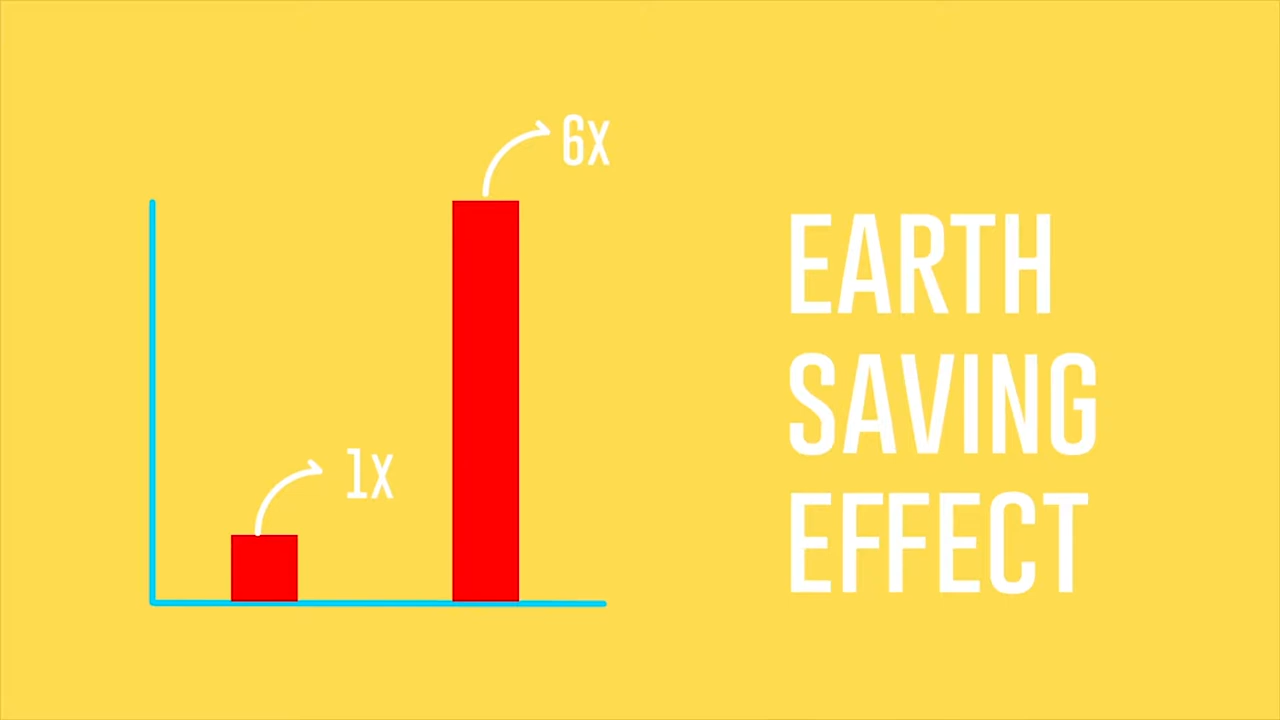 6X
1X
EARTH
SAVING
EFFECT